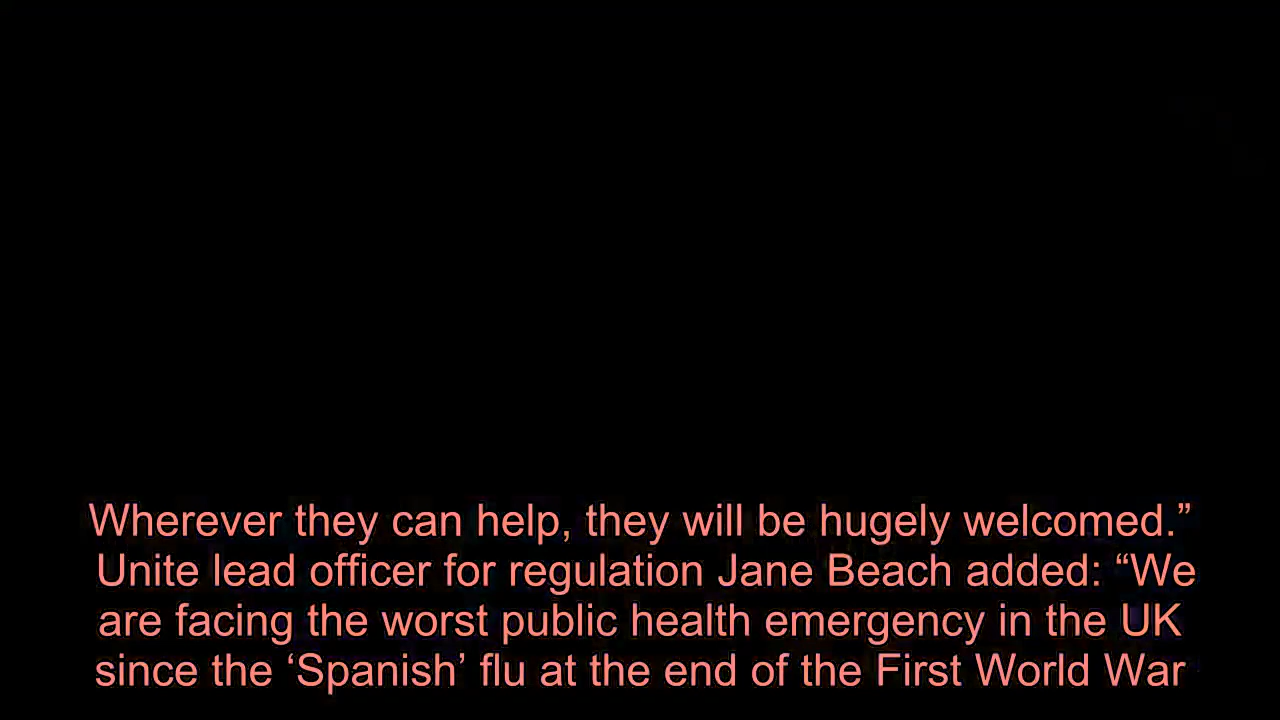 Wherever they can help, they will be hugely welcomed.”
Unite lead officer for regulation Jane Beach added: “We
are facing the worst public health emergency in the UK
since the ‘Spanish’ flu at the end of the First World War